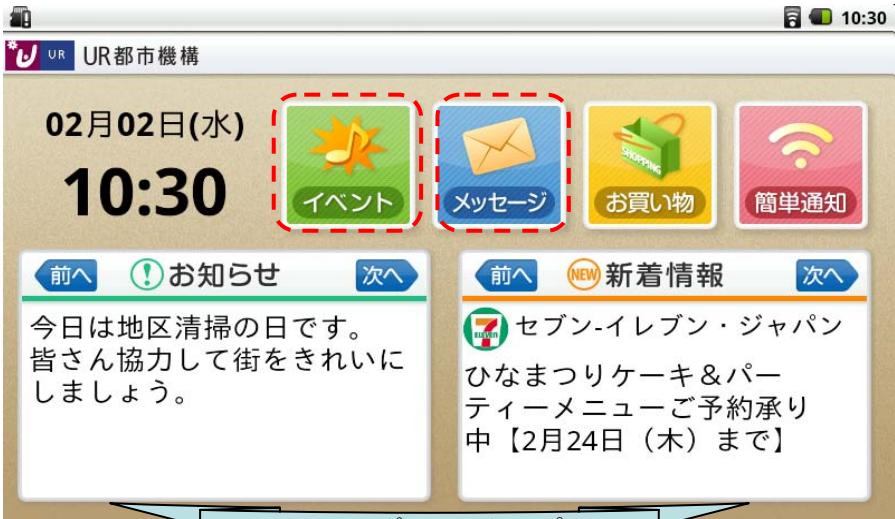 10:30
UR UR都市機構
02月02日(水)
10:30
イベント
メッセージ
SHOPPING
お買い物
簡単通知
前へ
お知らせ
次へ
今日は地区清掃の日です。
皆さん協力して街をきれいに
しましょう。
前へ
NEW
新着情報
次へ
7 ELEVEN
セブン-イレブン・ジャパン
ひなまつりケーキ&パー
ティーメニューご予約承り
中【2月24日（木）まで】